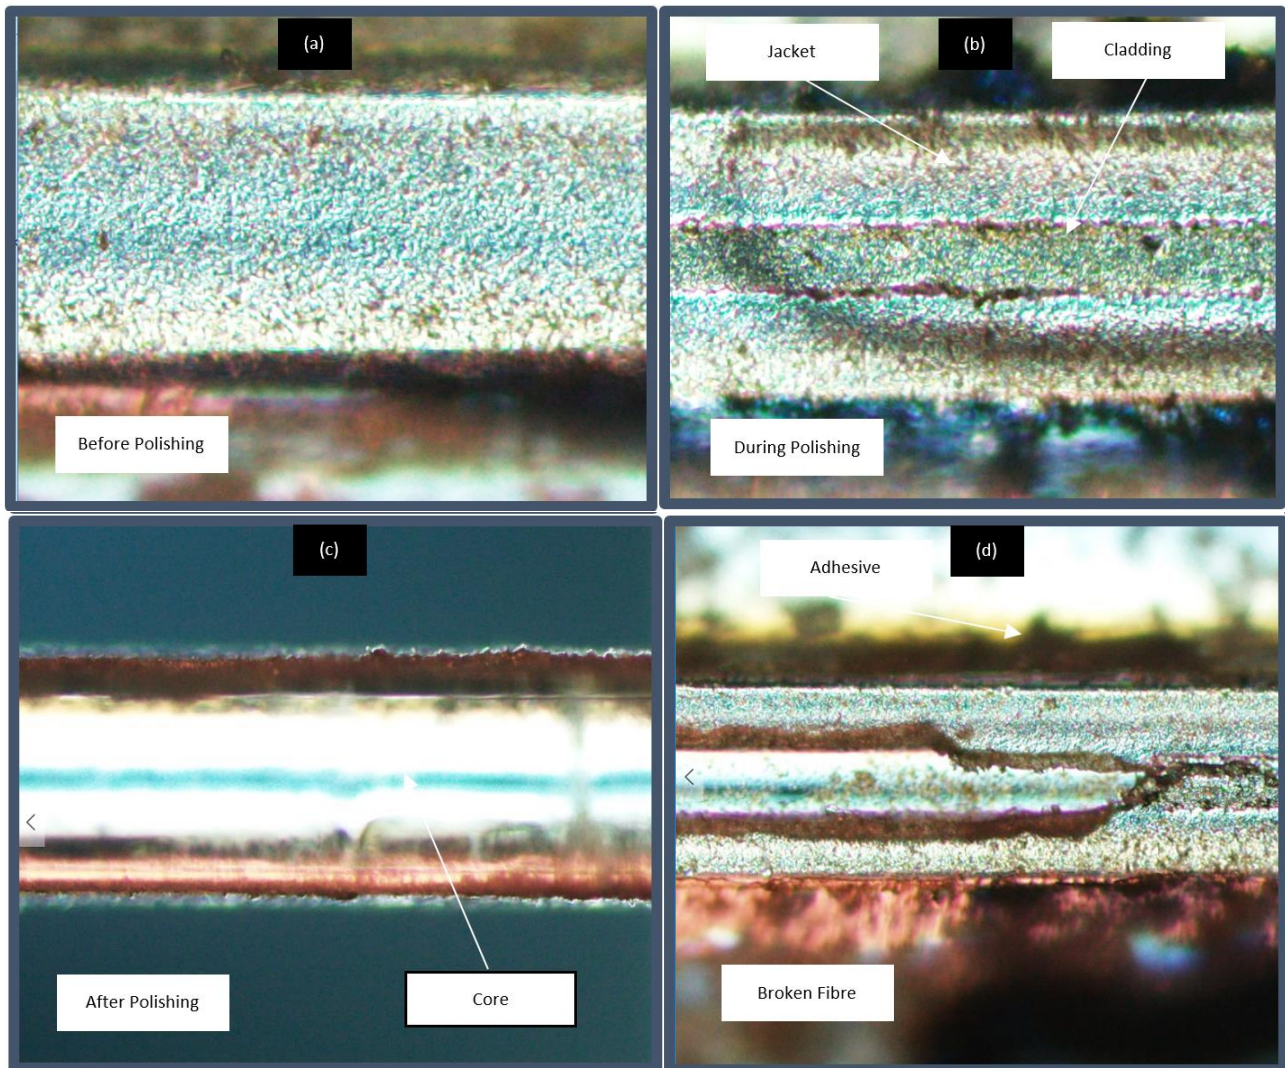 (a)
Before Polishing
(b)
Jacket
Cladding
During Polishing
(c)
After Polishing
Core
(d)
Adhesive
Broken Fibre